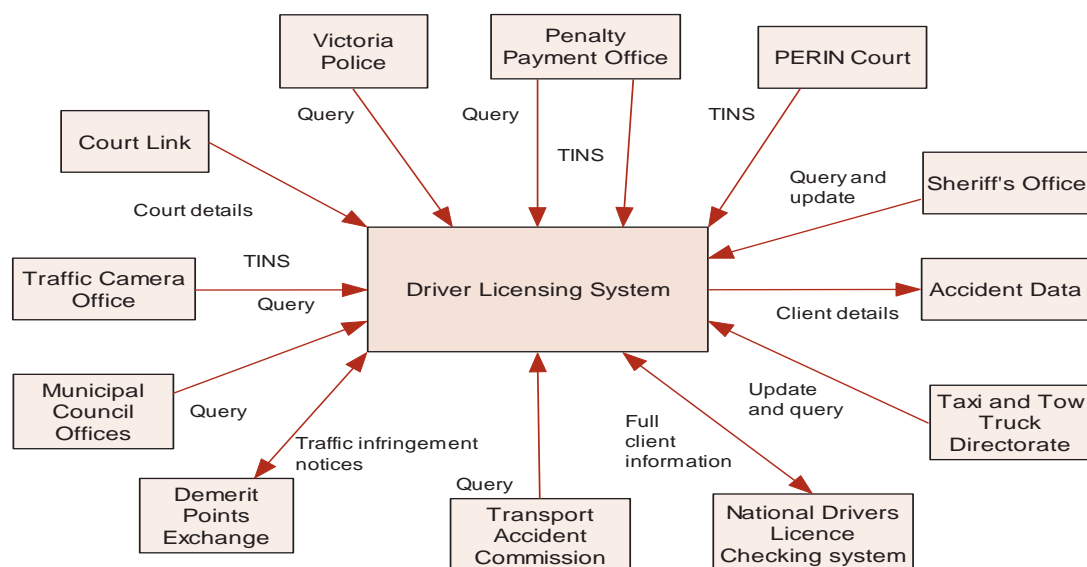 Victoria
Police
Penalty
Payment Office
PERIN Court
Query
Query
TINS
TINS
Court Link
Query and
update
Sheriff's Office
Court details
TINS
Traffic Camera
Office
Query
Driver Licensing System
Accident Data
Client details
Municipal
Council
Offices
Query
Update
and query
Taxi and Tow
Truck
Directorate
Traffic infringement
notices
Full
client
information
Demerit
Points
Exchange
Query
Transport
Accident
Commission
National Drivers
Licence
Checking system